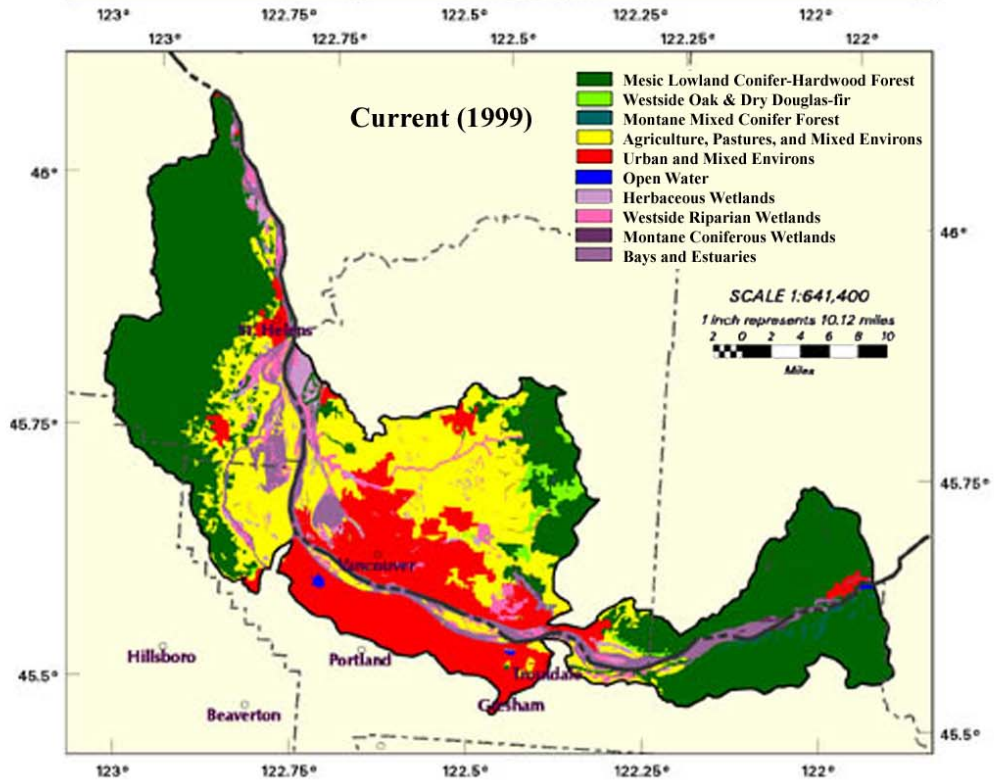 123° 122.75° 122.5° 122.25° 122°
123° 122.75° 122.5° 122.25° 122°
Current (1999)
Mesic Lowland Conifer-Hardwood Forest
Westside Oak & Dry Douglas-fir
Montane Mixed Conifer Forest
Agriculture, Pastures, and Mixed Environs
Urban and Mixed Environs
Open Water
Herbaceous Wetlands
Westside Riparian Wetlands
Montane Coniferous Wetlands
Bays and Estuaries
46°
46°
SCALE 1:641,400
1 inch represents 10.12 miles
2 0 2 4 6 8 10
Miles
St. Helens
45.75°
45.75°
Vancouver
Hillsboro
Portland
Troutdale
45.5°
Gresham
Beaverton
45.5°
123° 122.75° 122.5° 122.25° 122°